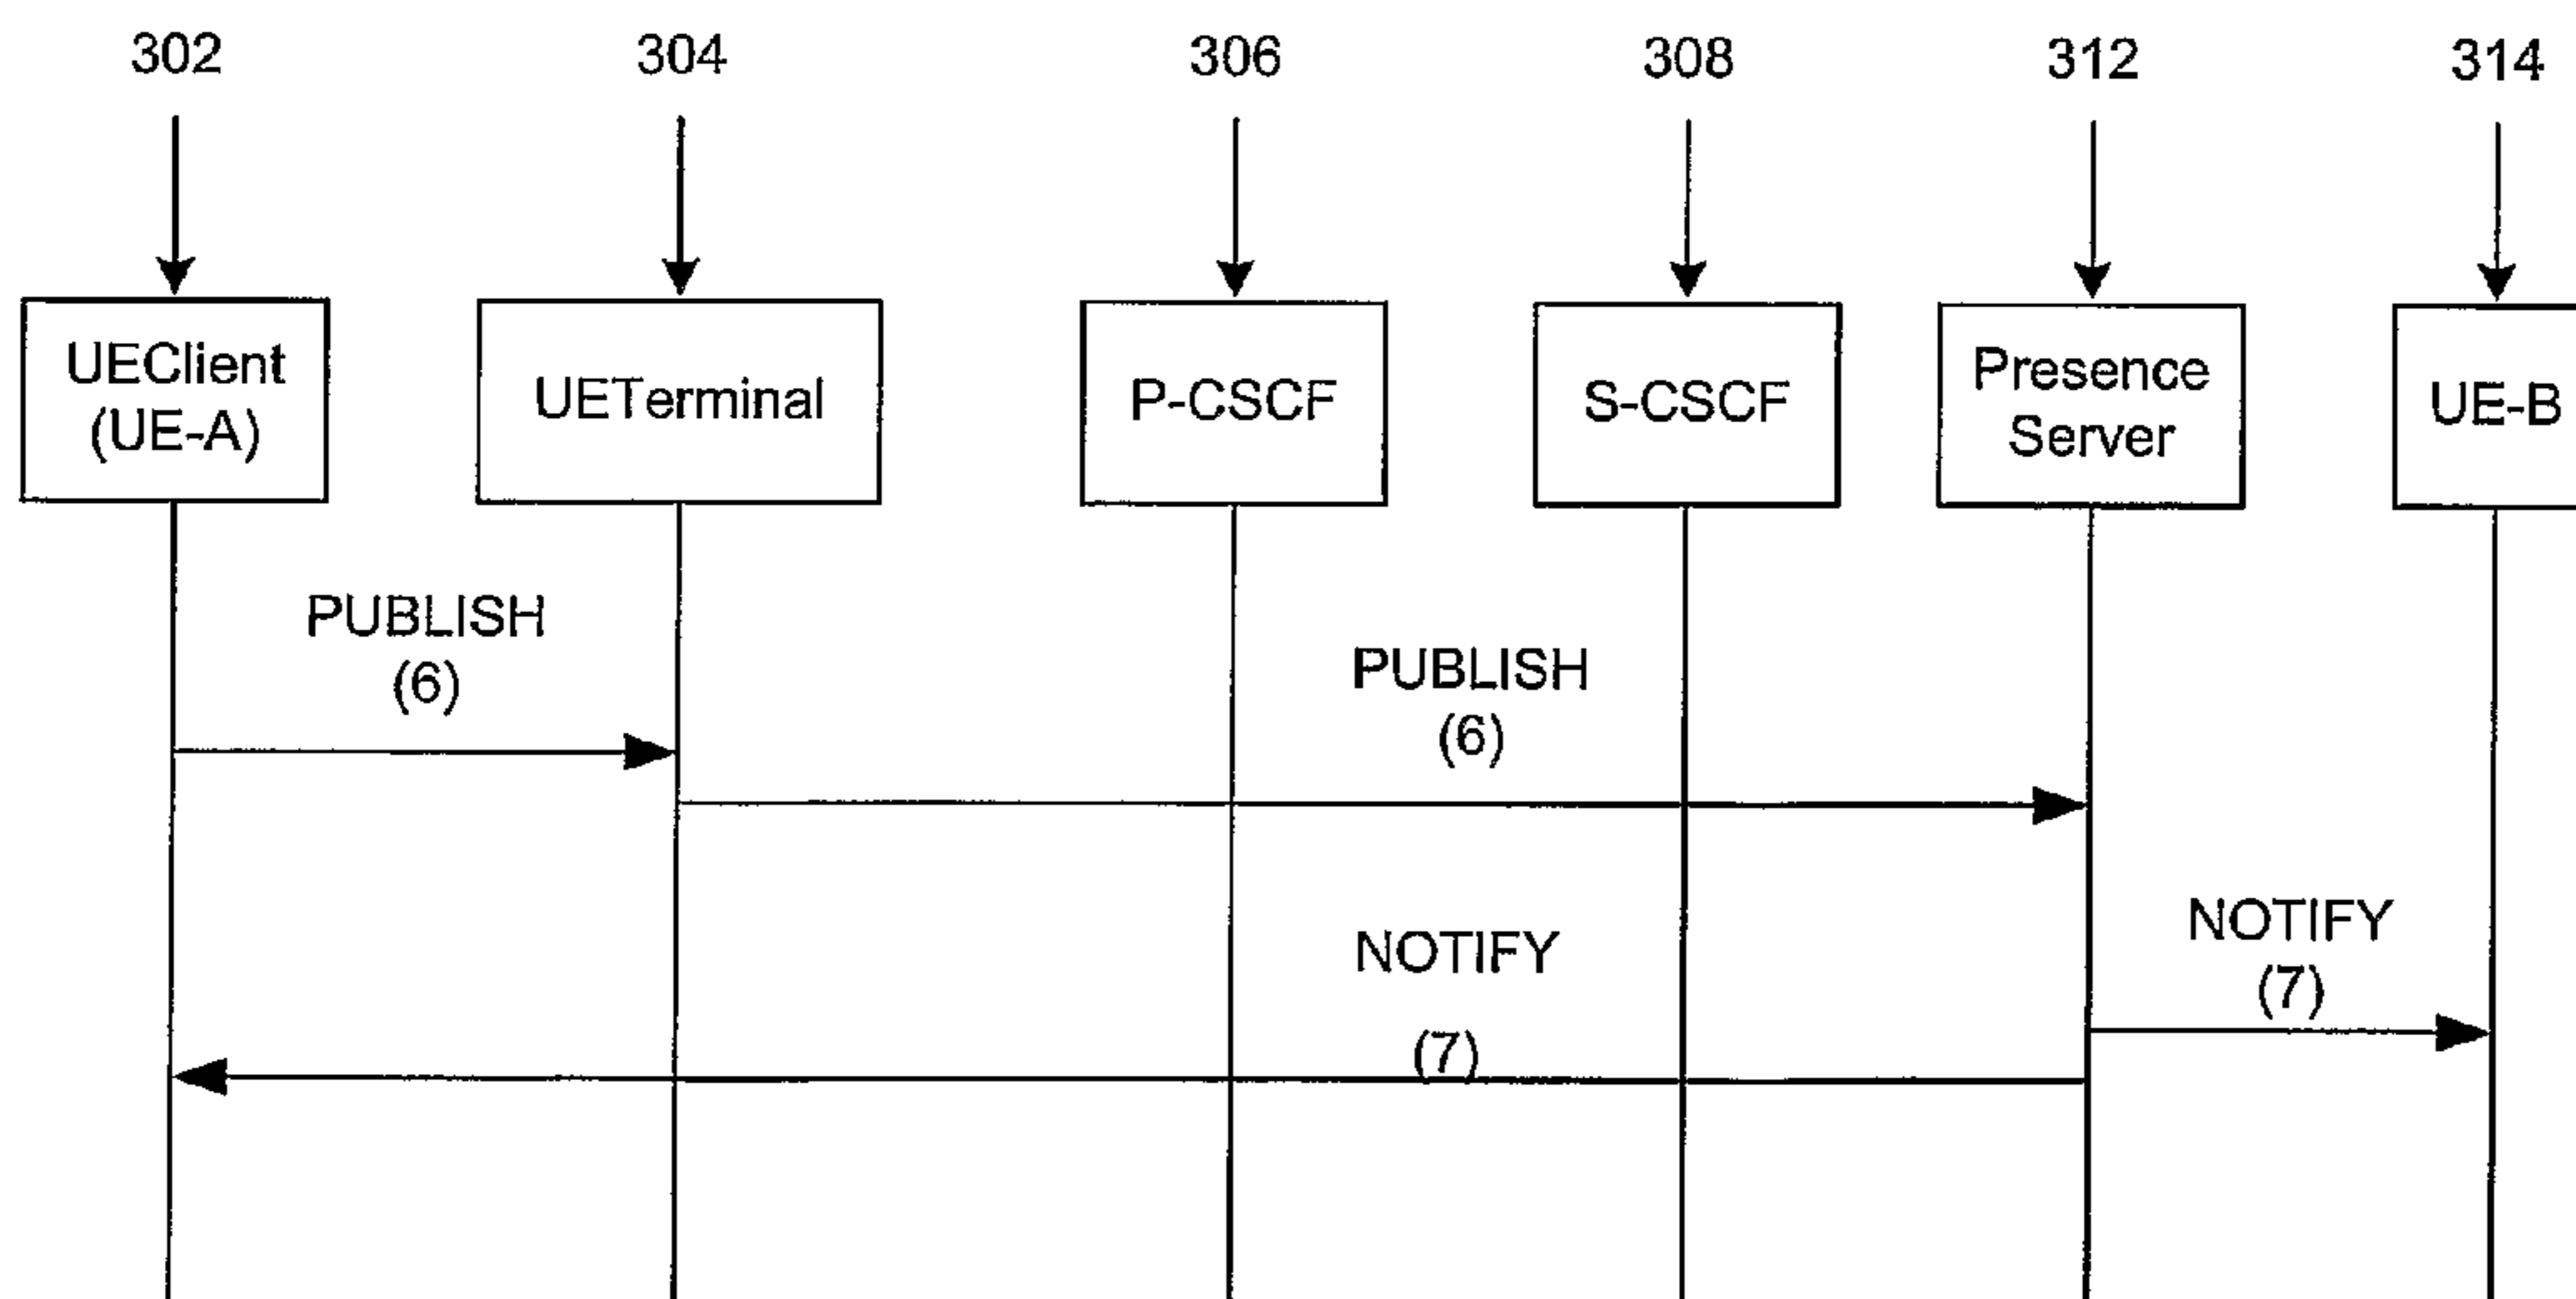 302 304 306 308 312 314
UEClient
(UE-A)
UETerminal
P-CSCF
S-CSCF
Presence
Server
UE-B
PUBLISH
(6)
PUBLISH
(6)
NOTIFY
(7)
NOTIFY
(7)